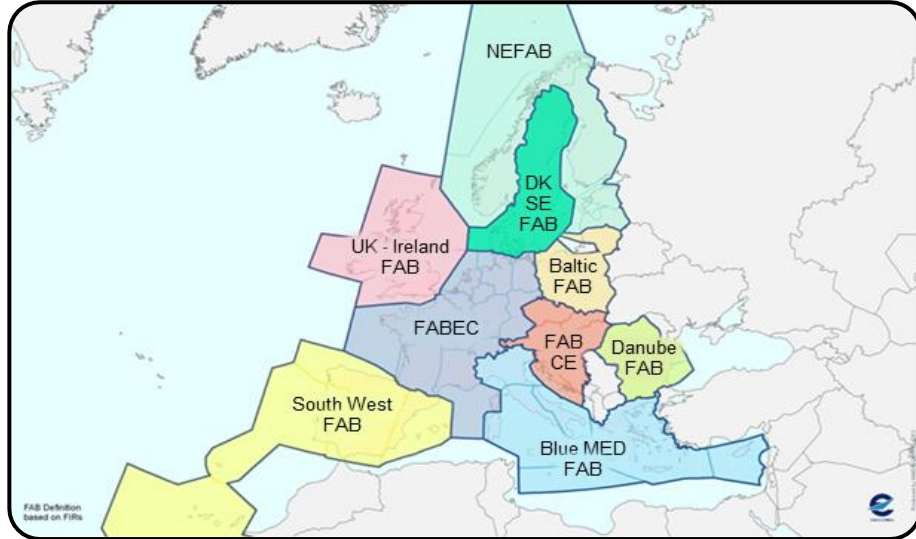 NEFAB
DK
SE
FAB
UK - Ireland
FAB
Baltic
FAB
FABEC
FAB
CE
Danube
FAB
South West
FAB
Blue MED
FAB
FAB Definition
based on FIRs